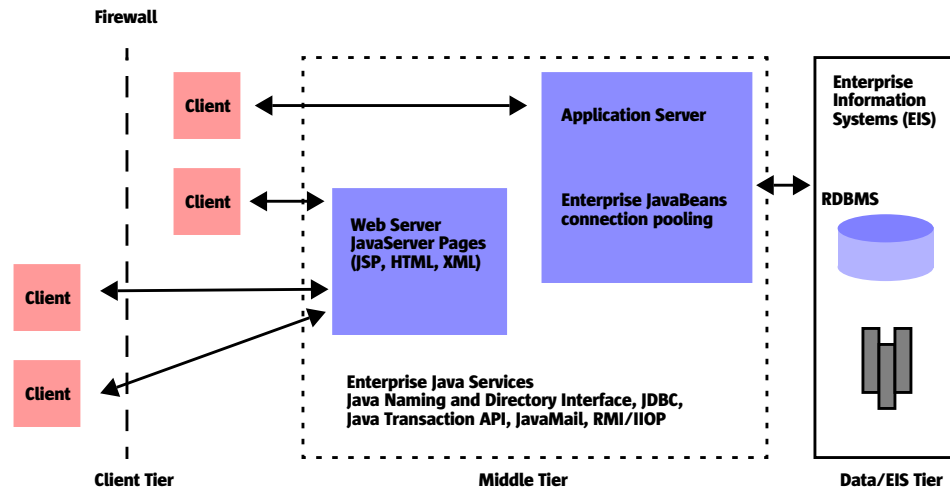 Firewall
Client
Application Server
Enterprise
Information
Systems (EIS)
Client
Enterprise JavaBeans
connection pooling
RDBMS
Web Server
JavaServer Pages
(JSP, HTML, XML)
Client
Client
Enterprise Java Services
Java Naming and Directory Interface, JDBC,
Java Transaction API, JavaMail, RMI/IIOP
Client Tier
Middle Tier
Data/EIS Tier